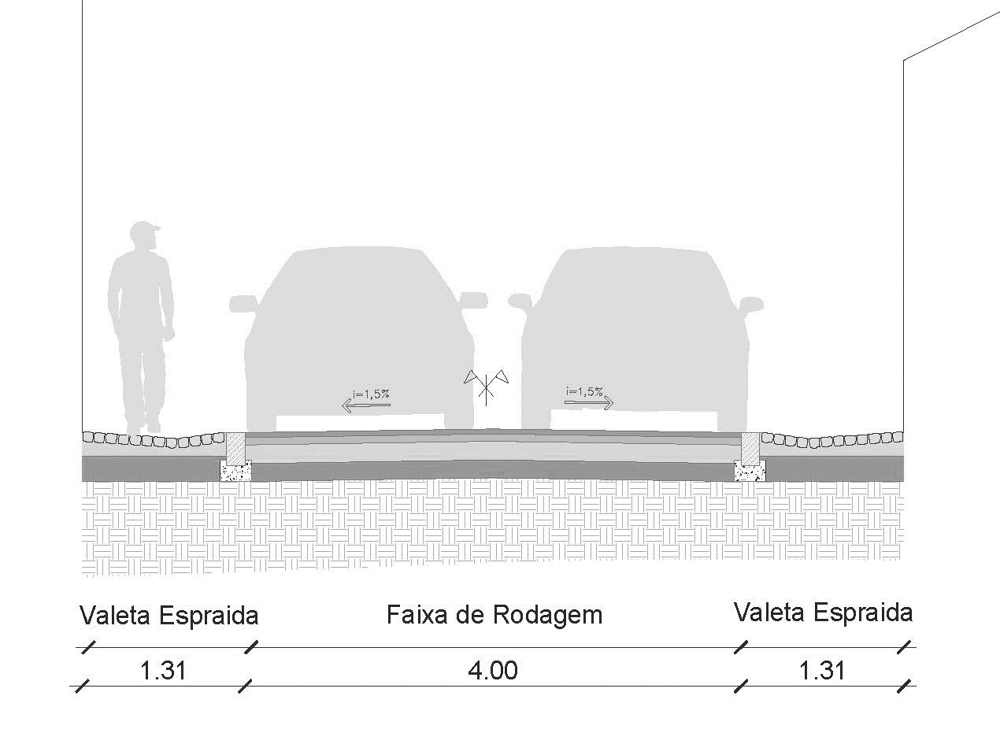 i=1,5%
i=1,5%
Valeta Espraida
Faixa de Rodagem
Valeta Espraida
1.31
4.00
1.31